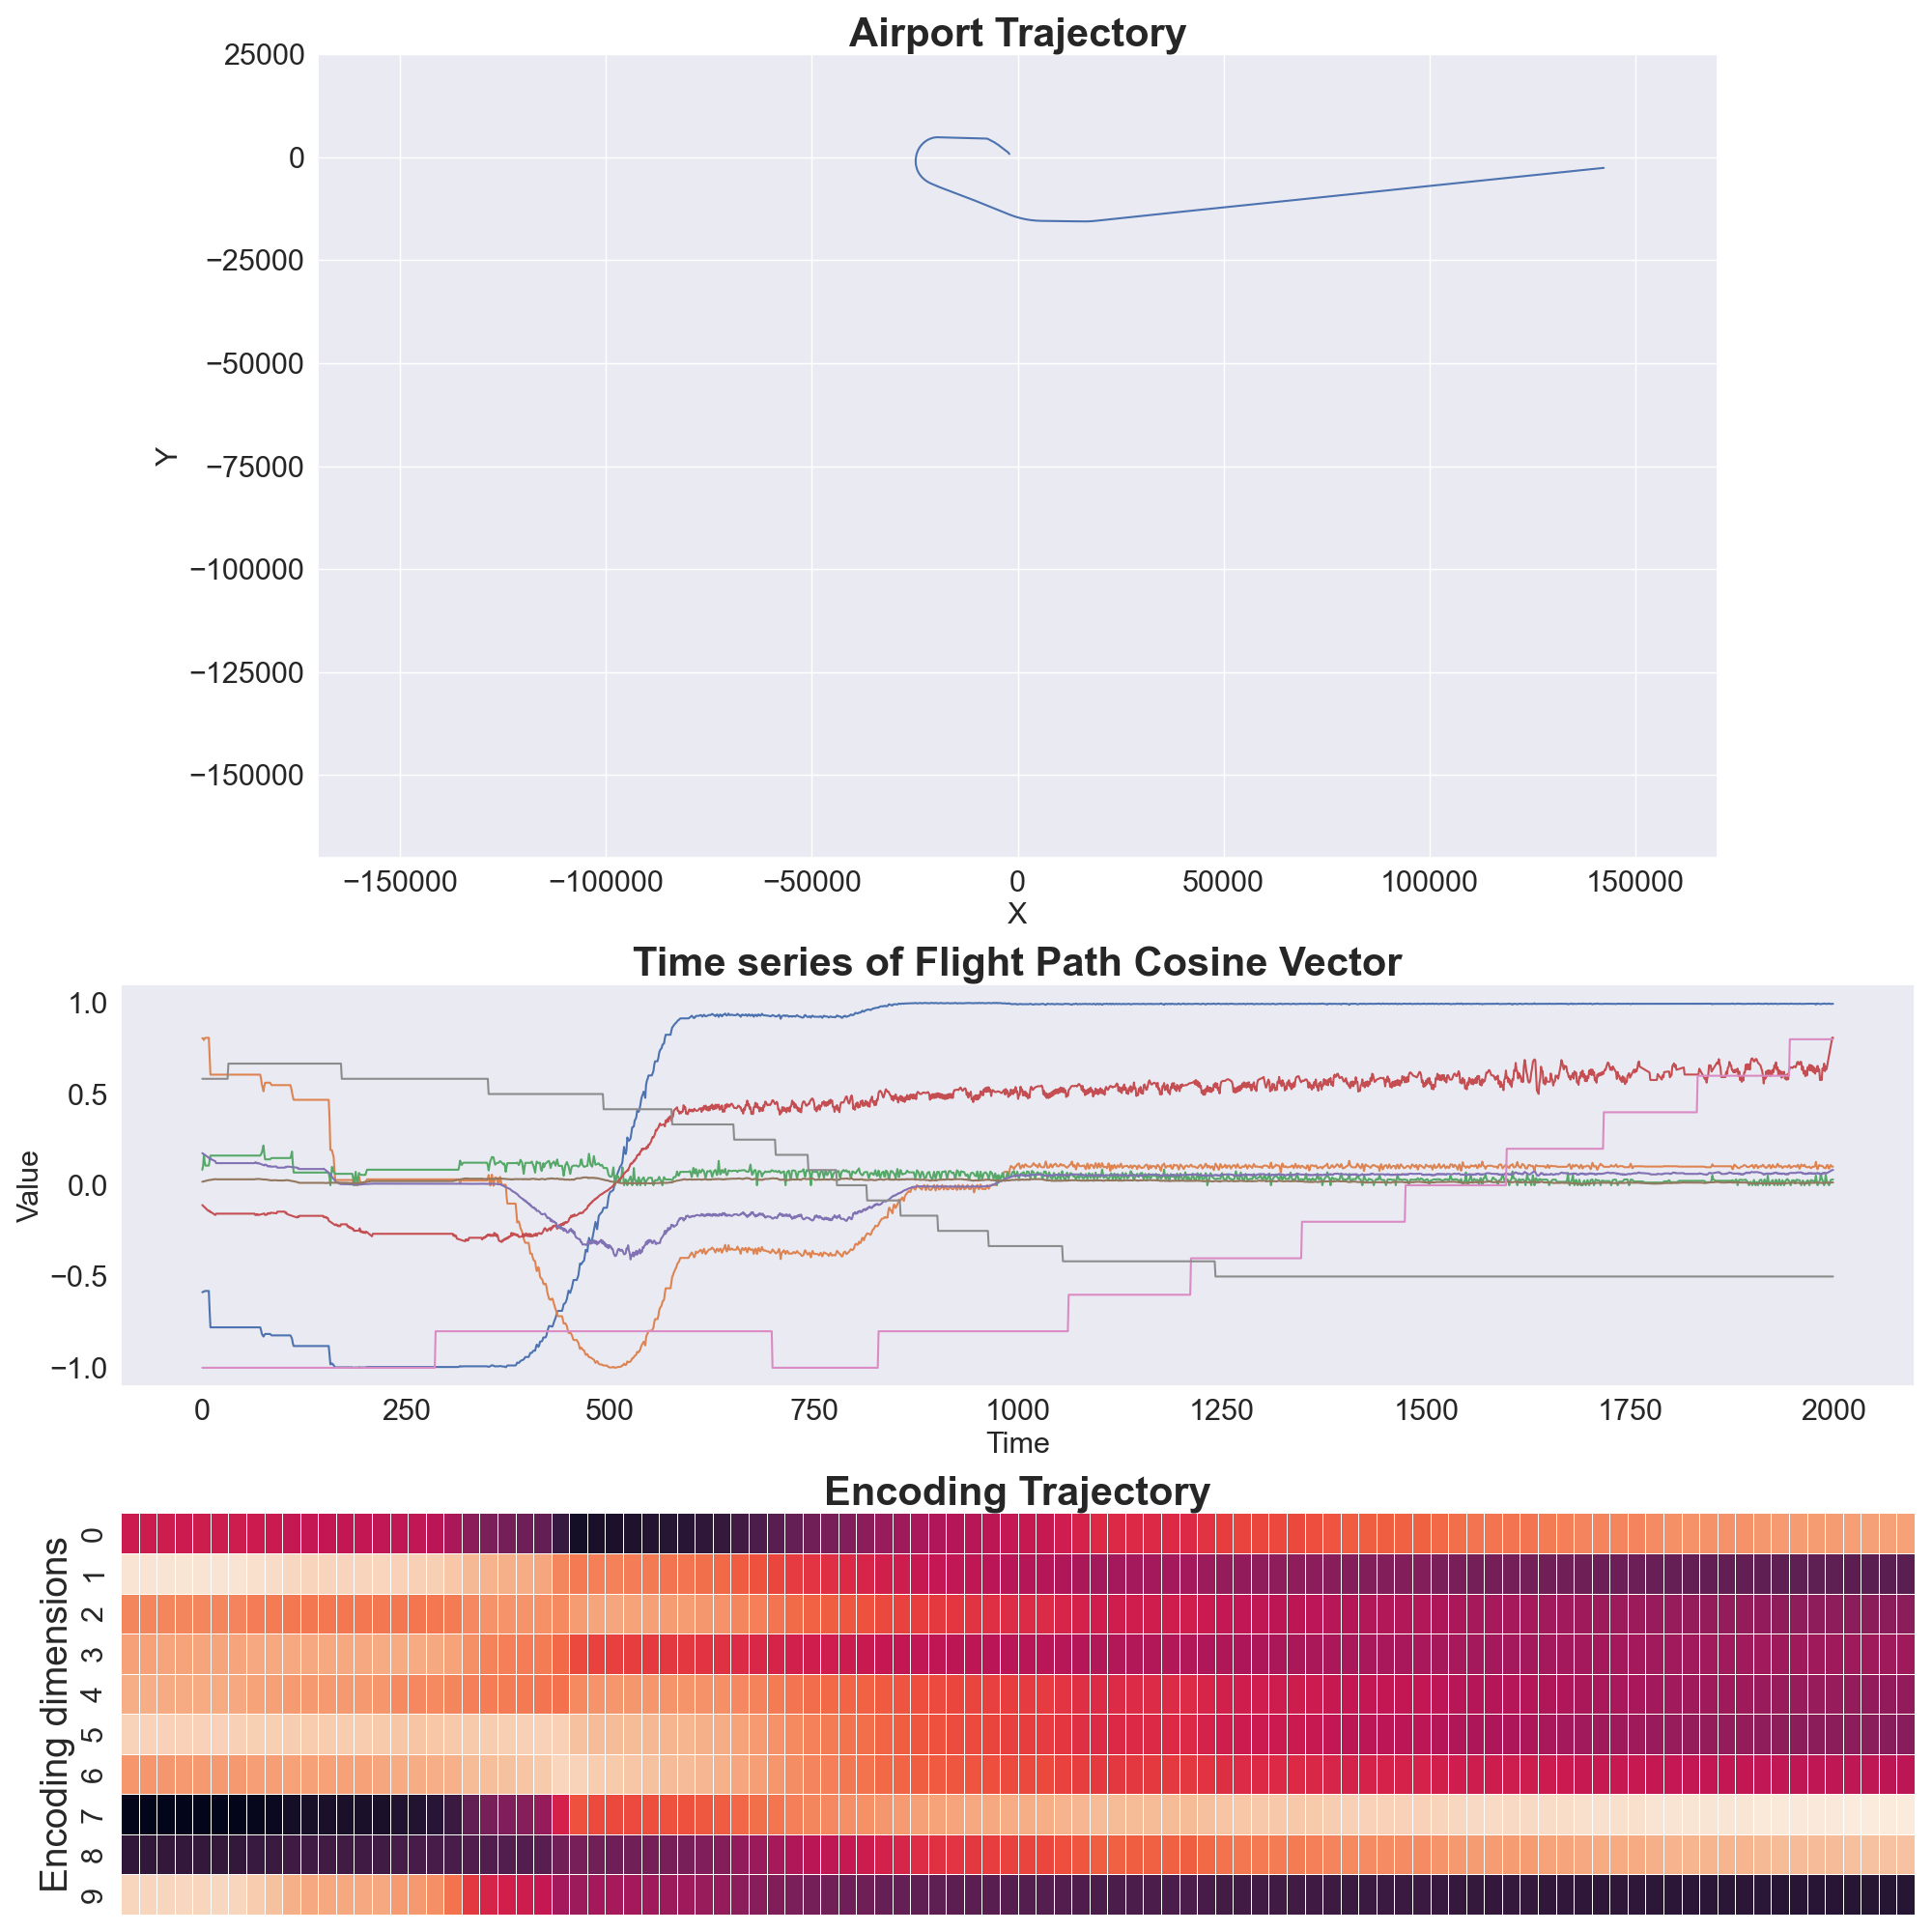 Airport Trajectory
25000
0
−25000
−50000
−75000
−100000
−125000
−150000
Y
−150000 −100000 −50000 0 50000 100000 150000
X
Time series of Flight Path Cosine Vector
1.0
0.5
0.0
−0.5
−1.0
Value
0 250 500 750 1000 1250 1500 1750 2000
Time
Encoding Trajectory
0
1
2
3
4
5
6
7
8
9
Encoding dimensions